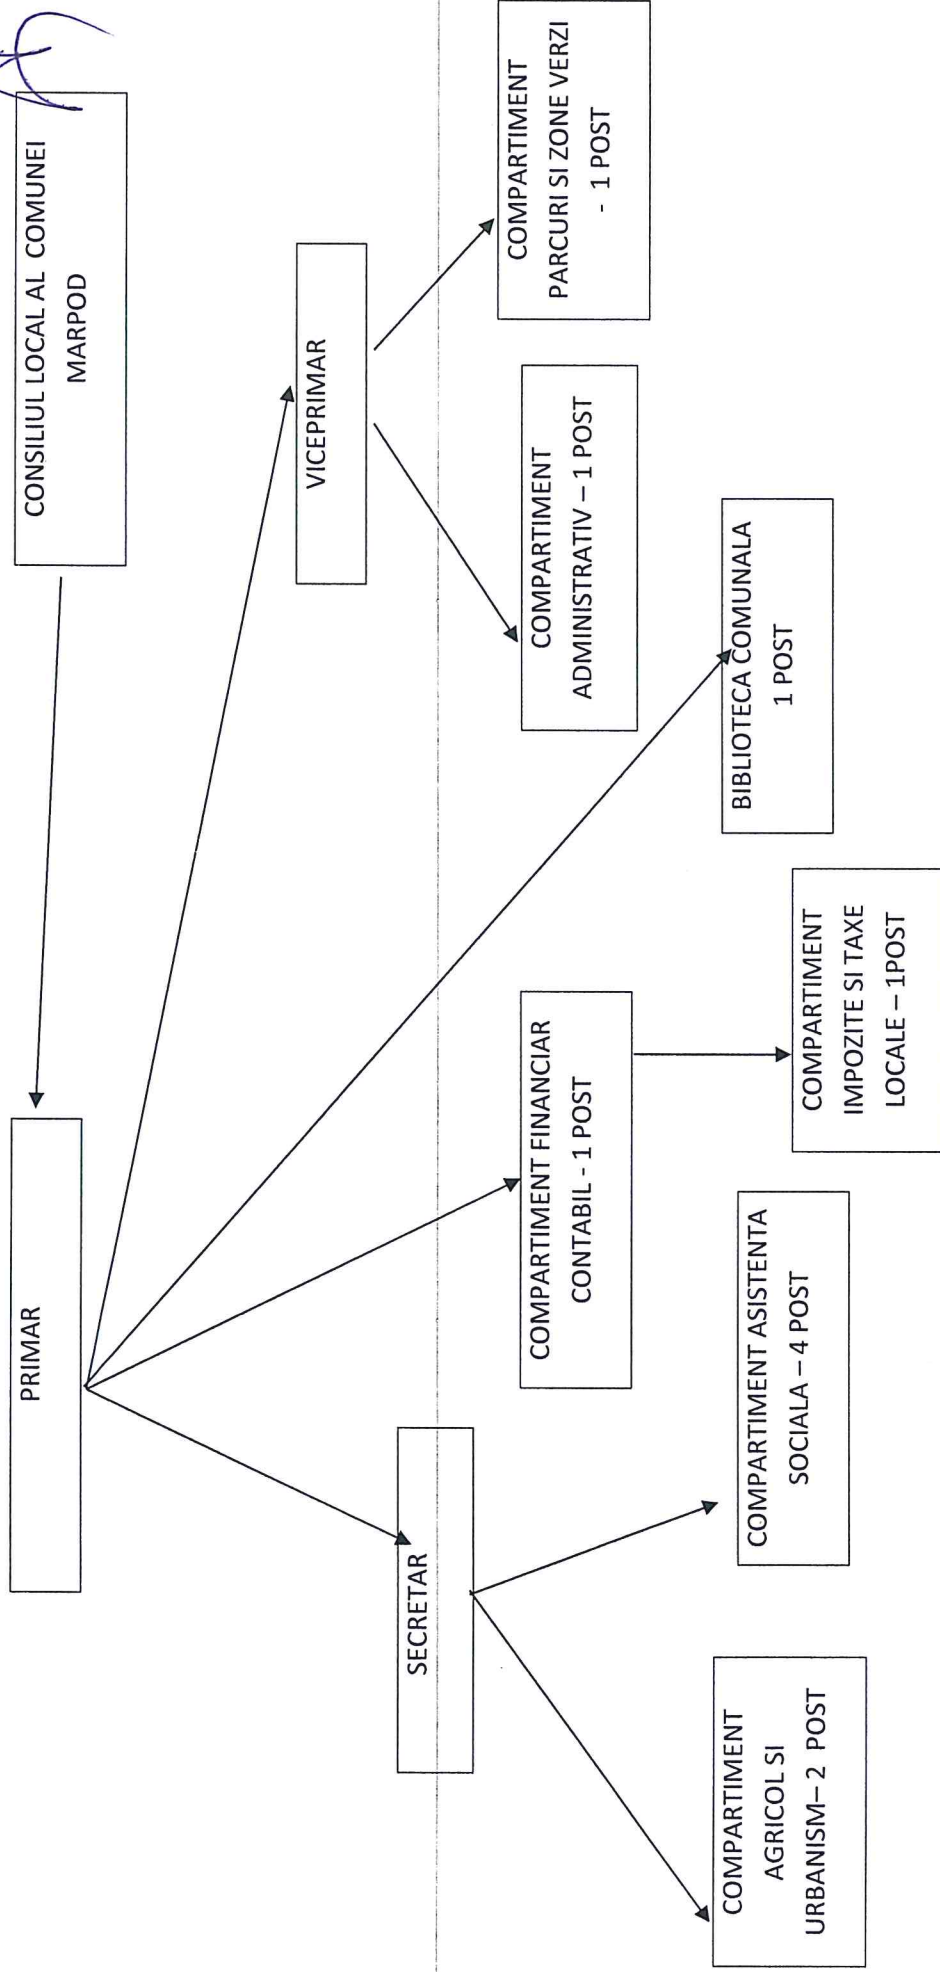 PRIMAR
CONSILIUL LOCAL AL COMUNEI
MARPOD
VICEPRIMAR
SECRETAR
COMPARTIMENT FINANCIAR
CONTABIL - 1 POST
COMPARTIMENT
ADMINISTRATIV – 1 POST
COMPARTIMENT
PARCURI SI ZONE VERZI
- 1 POST
COMPARTIMENT
AGRICOL SI
URBANISM– 2 POST
COMPARTIMENT ASISTENTA
SOCIALA – 4 POST
COMPARTIMENT
IMPOZITE SI TAXE
LOCALE – 1POST
BIBLIOTECA COMUNALA
1 POST